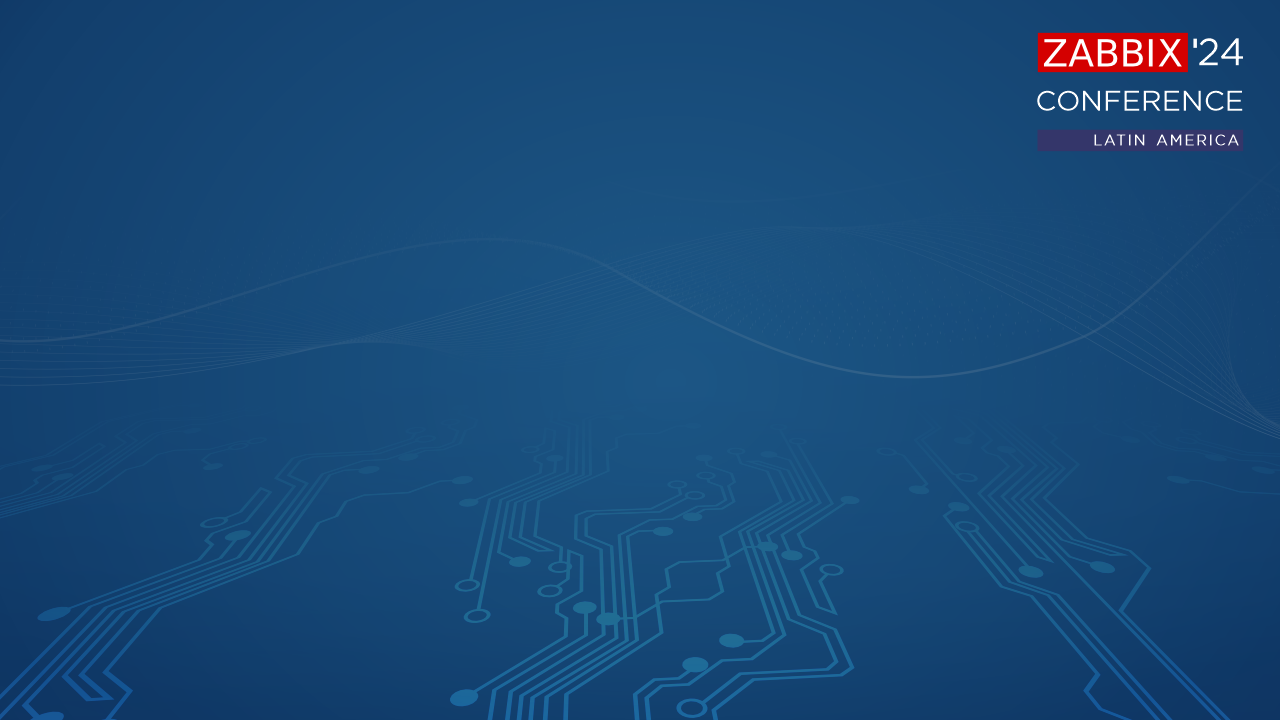 ZABBIX '24
CONFERENCE
LATIN AMERICA